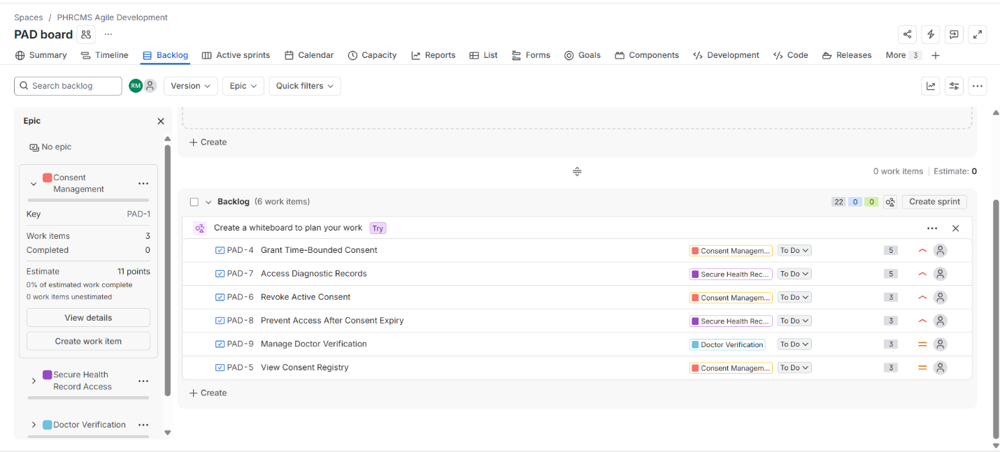 Spaces / PHRCMS Agile Development
PAD board
Summary Timeline Backlog Active sprints Calendar Capacity Reports List Forms Goals Components Development Code Releases More 3
Search backlog RM Version Epic Quick filters
Epic
No epic
Consent
Management
Key PAD-1
Work items 3
Completed 0
Estimate 11 points
0% of estimated work complete
0 work items unestimated
View details
Create work item
Secure Health
Record Access
Doctor Verification
Create
0 work items Estimate: 0
Backlog (6 work items) 22 0 0 Create sprint
Create a whiteboard to plan your work Try
PAD-4 Grant Time-Bounded Consent Consent Managem... To Do 5
PAD-7 Access Diagnostic Records Secure Health Rec... To Do 5
PAD-6 Revoke Active Consent Consent Managem... To Do 3
PAD-8 Prevent Access After Consent Expiry Secure Health Rec... To Do 3
PAD-9 Manage Doctor Verification Doctor Verification To Do 3
PAD-5 View Consent Registry Consent Managem... To Do 3
Create